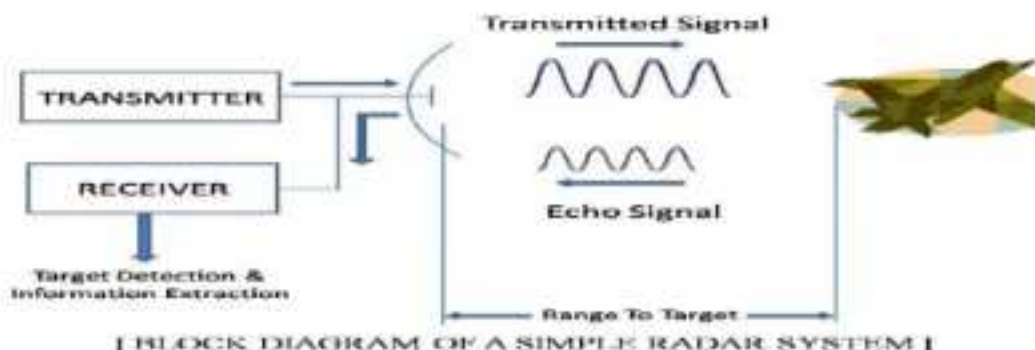 Transmitted Signal
TRANSMITTER
RECEIVER
Echo Signal
Target Detection &
Information Extraction
Range To Target
[ BLOCK DIAGRAM OF A SIMPLE RADAR SYSTEM ]